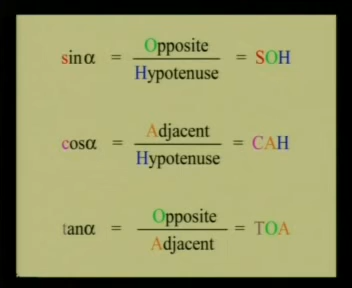 sinα = Opposite / Hypotenuse = SOH
cosα = Adjacent / Hypotenuse = CAH
tanα = Opposite / Adjacent = TOA